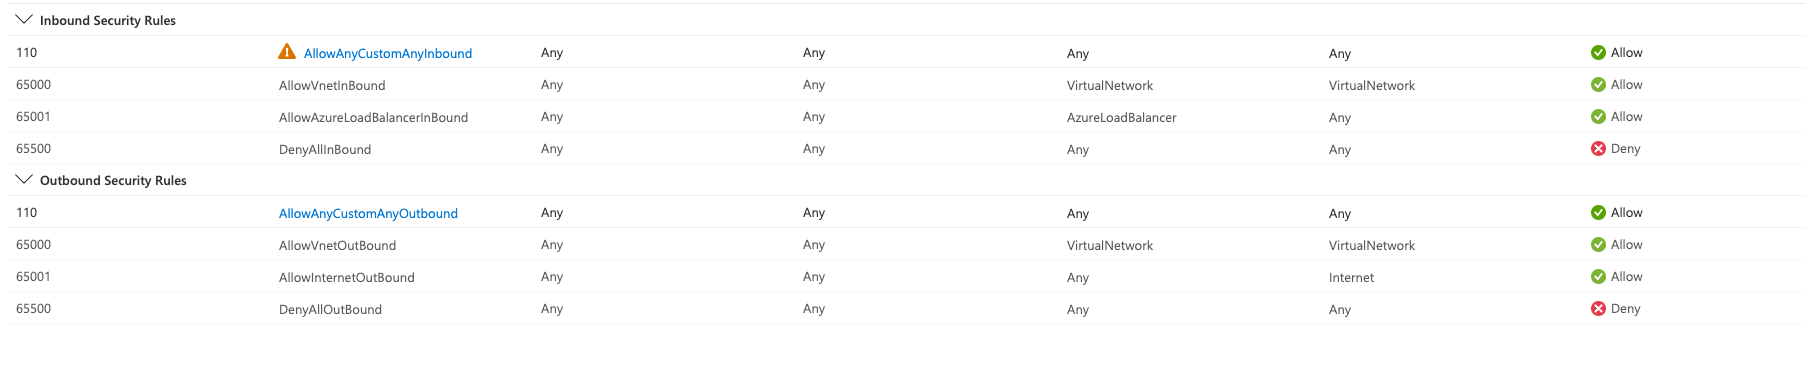 Inbound Security Rules
110 AllowAnyCustomAnyInbound Any Any Any Any Allow
65000 AllowVnetInBound Any Any VirtualNetwork VirtualNetwork Allow
65001 AllowAzureLoadBalancerInBound Any Any AzureLoadBalancer Any Allow
65500 DenyAllInBound Any Any Any Any Deny
Outbound Security Rules
110 AllowAnyCustomAnyOutbound Any Any Any Any Allow
65000 AllowVnetOutBound Any Any VirtualNetwork VirtualNetwork Allow
65001 AllowInternetOutBound Any Any Any Internet Allow
65500 DenyAllOutBound Any Any Any Any Deny